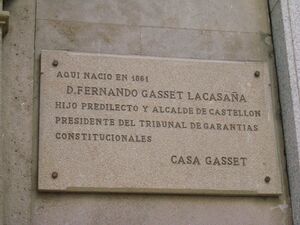 AQUI NACIO EN 1861
D. FERNANDO GASSET LACASAÑA
HIJO PREDILECTO Y ALCALDE DE CASTELLON
PRESIDENTE DEL TRIBUNAL DE GARANTIAS
CONSTITUCIONALES
CASA GASSET